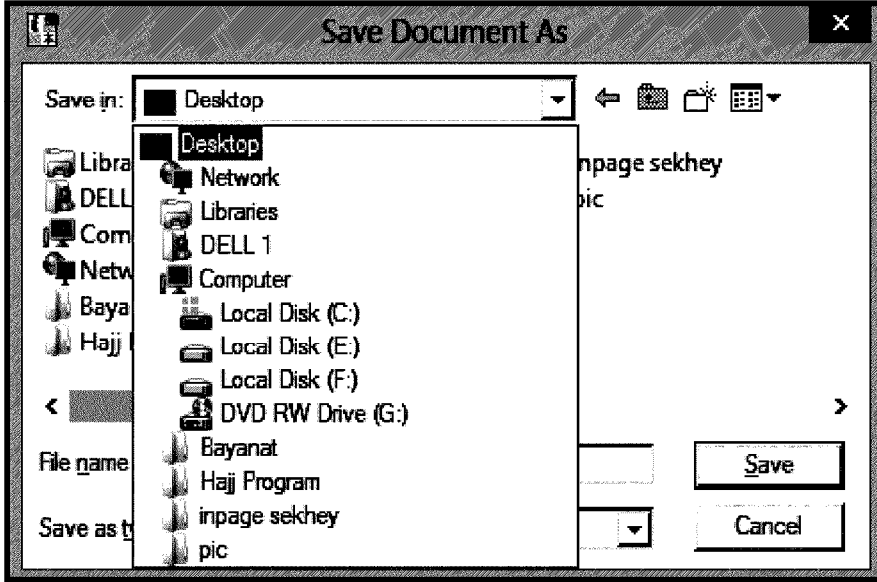 Save Document As
Save in: Desktop
Desktop
Network
Libraries
DELL 1
Computer
Local Disk (C:)
Local Disk (E:)
Local Disk (F:)
DVD RW Drive (G:)
Bayanat
Hajj Program
inpage sekhey
pic
Libra
DELL
Com
Netw
Baya
Hajj
npage sekhey
pic
File name
Save
Save as t
Cancel